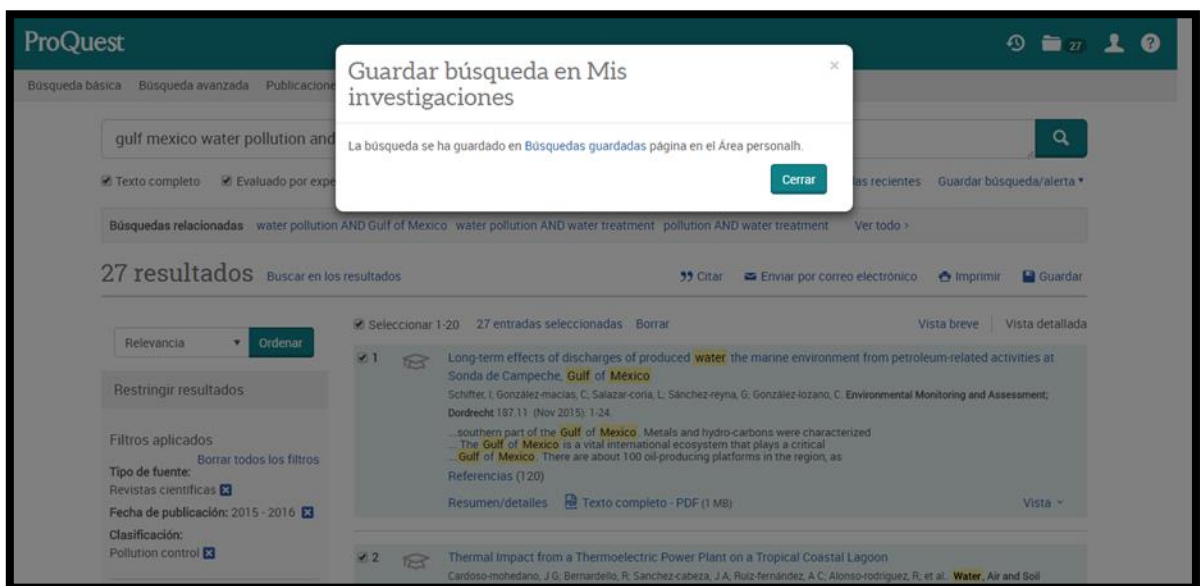 ProQuest
27
Búsqueda básica Búsqueda avanzada Publicacione
Guardar búsqueda en Mis
investigaciones
×
La búsqueda se ha guardado en Búsquedas guardadas página en el Área personalh.
Cerrar
gulf mexico water pollution and
Texto completo Evaluado por expe as recientes Guardar búsqueda/alerta
Búsquedas relacionadas water pollution AND Gulf of Mexico water pollution AND water treatment pollution AND water treatment Ver todo >
27 resultados Buscar en los resultados Citar Enviar por correo electrónico Imprimir Guardar
Seleccionar 1-20 27 entradas seleccionadas Borrar Vista breve Vista detallada
Relevancia Ordenar
Restringir resultados
Filtros aplicados
Borrar todos los filtros
Tipo de fuente:
Revistas científicas
Fecha de publicación: 2015 - 2016
Clasificación:
Pollution control
1 Long-term effects of discharges of produced water the marine environment from petroleum-related activities at
Sonda de Campeche, Gulf of México
Schifter, I; González-macías, C; Salazar-coria, L; Sánchez-reyna, G; González-lozano, C. Environmental Monitoring and Assessment;
Dordrecht 187.11 (Nov 2015): 1-24.
...southern part of the Gulf of Mexico. Metals and hydro-carbons were characterized
...The Gulf of Mexico is a vital international ecosystem that plays a critical
...Gulf of Mexico. There are about 100 oil-producing platforms in the region, as
Referencias (120)
Resumen/detalles Texto completo - PDF (1 MB) Vista
2 Thermal Impact from a Thermoelectric Power Plant on a Tropical Coastal Lagoon
Cardoso-mohedano, J G; Bernardello, R; Sanchez-cabeza, J A; Ruiz-fernández, A C; Alonso-rodriguez, R; et al. Water, Air and Soil